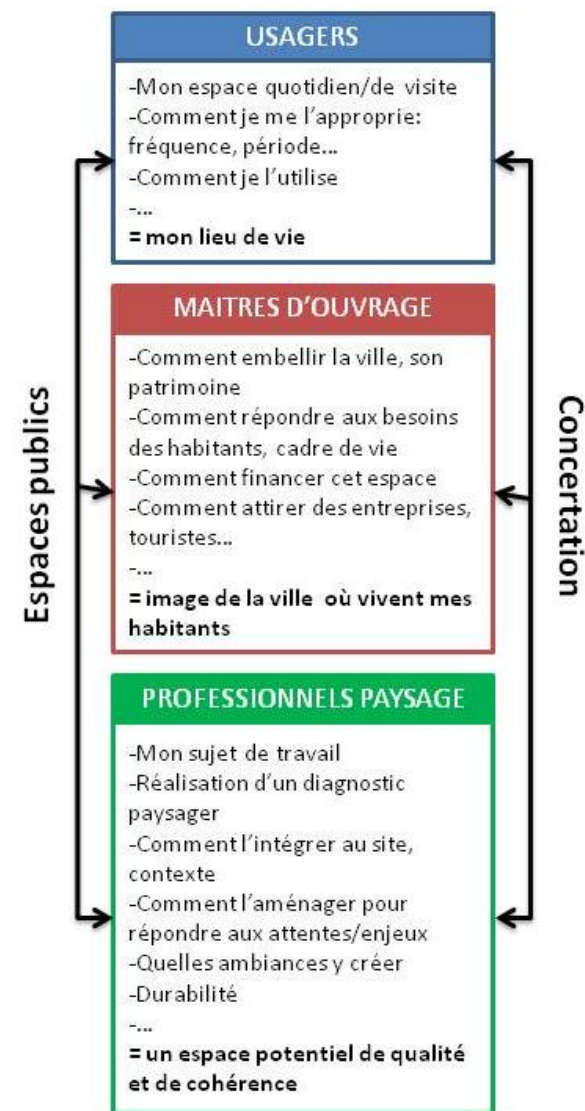 USAGERS
-Mon espace quotidien/de visite
-Comment je me l'approprie:
fréquence, période...
-Comment je l'utilise
-...
= mon lieu de vie
MAITRES D'OUVRAGE
-Comment embellir la ville, son
patrimoine
-Comment répondre aux besoins
des habitants, cadre de vie
-Comment financer cet espace
-Comment attirer des entreprises,
touristes...
-...
= image de la ville où vivent mes
habitants
PROFESSIONNELS PAYSAGE
-Mon sujet de travail
-Réalisation d'un diagnostic
paysager
-Comment l'intégrer au site,
contexte
-Comment l'aménager pour
répondre aux attentes/enjeux
-Quelles ambiances y créer
-Durabilité
-...
= un espace potentiel de qualité
et de cohérence
Espaces publics
Concertation